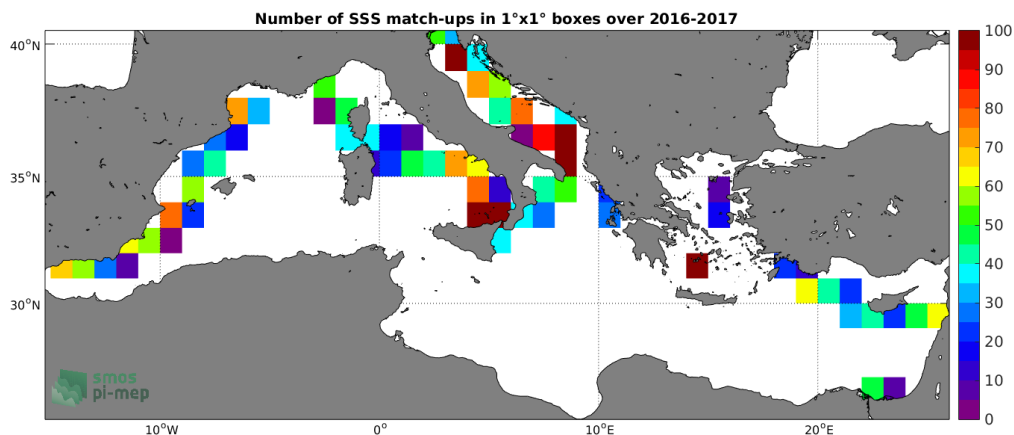 Number of SSS match-ups in 1°x1° boxes over 2016-2017
40°N
35°N
30°N
10°W
0°
10°E
20°E
100
90
80
70
60
50
40
30
20
10
0
smos
pi-mep